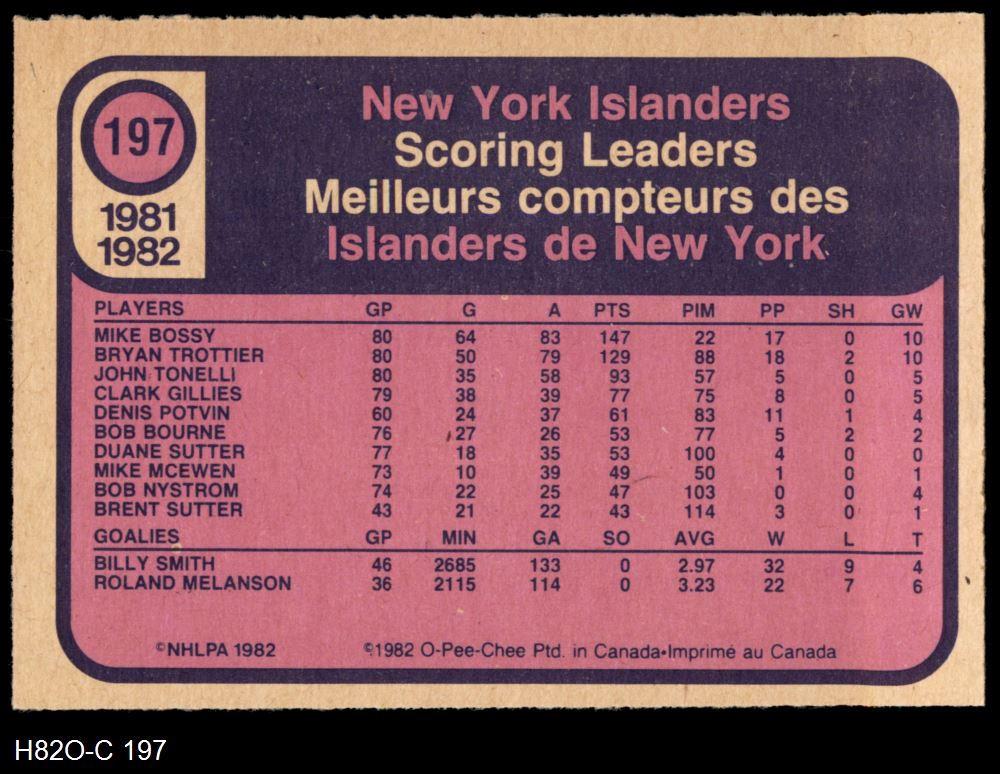 197
1981
1982
New York Islanders
Scoring Leaders
Meilleurs compteurs des
Islanders de New York
PLAYERS GP G A PTS PIM PP SH GW
MIKE BOSSY 80 64 83 147 22 17 0 10
BRYAN TROTTIER 80 50 79 129 88 18 2 10
JOHN TONELLI 80 35 58 93 57 5 0 5
CLARK GILLIES 79 38 39 77 75 8 0 5
DENIS POTVIN 60 24 37 61 83 11 1 4
BOB BOURNE 76 27 26 53 77 5 2 2
DUANE SUTTER 77 18 35 53 100 4 0 0
MIKE MCEWEN 73 10 39 49 50 1 0 1
BOB NYSTROM 74 22 25 47 103 0 0 4
BRENT SUTTER 43 21 22 43 114 3 0 1
GOALIES GP MIN GA SO AVG W L T
BILLY SMITH 46 2685 133 0 2.97 32 9 4
ROLAND MELANSON 36 2115 114 0 3.23 22 7 6
©NHLPA 1982 ©1982 O-Pee-Chee Ptd. in Canada•Imprimé au Canada
H82O-C 197